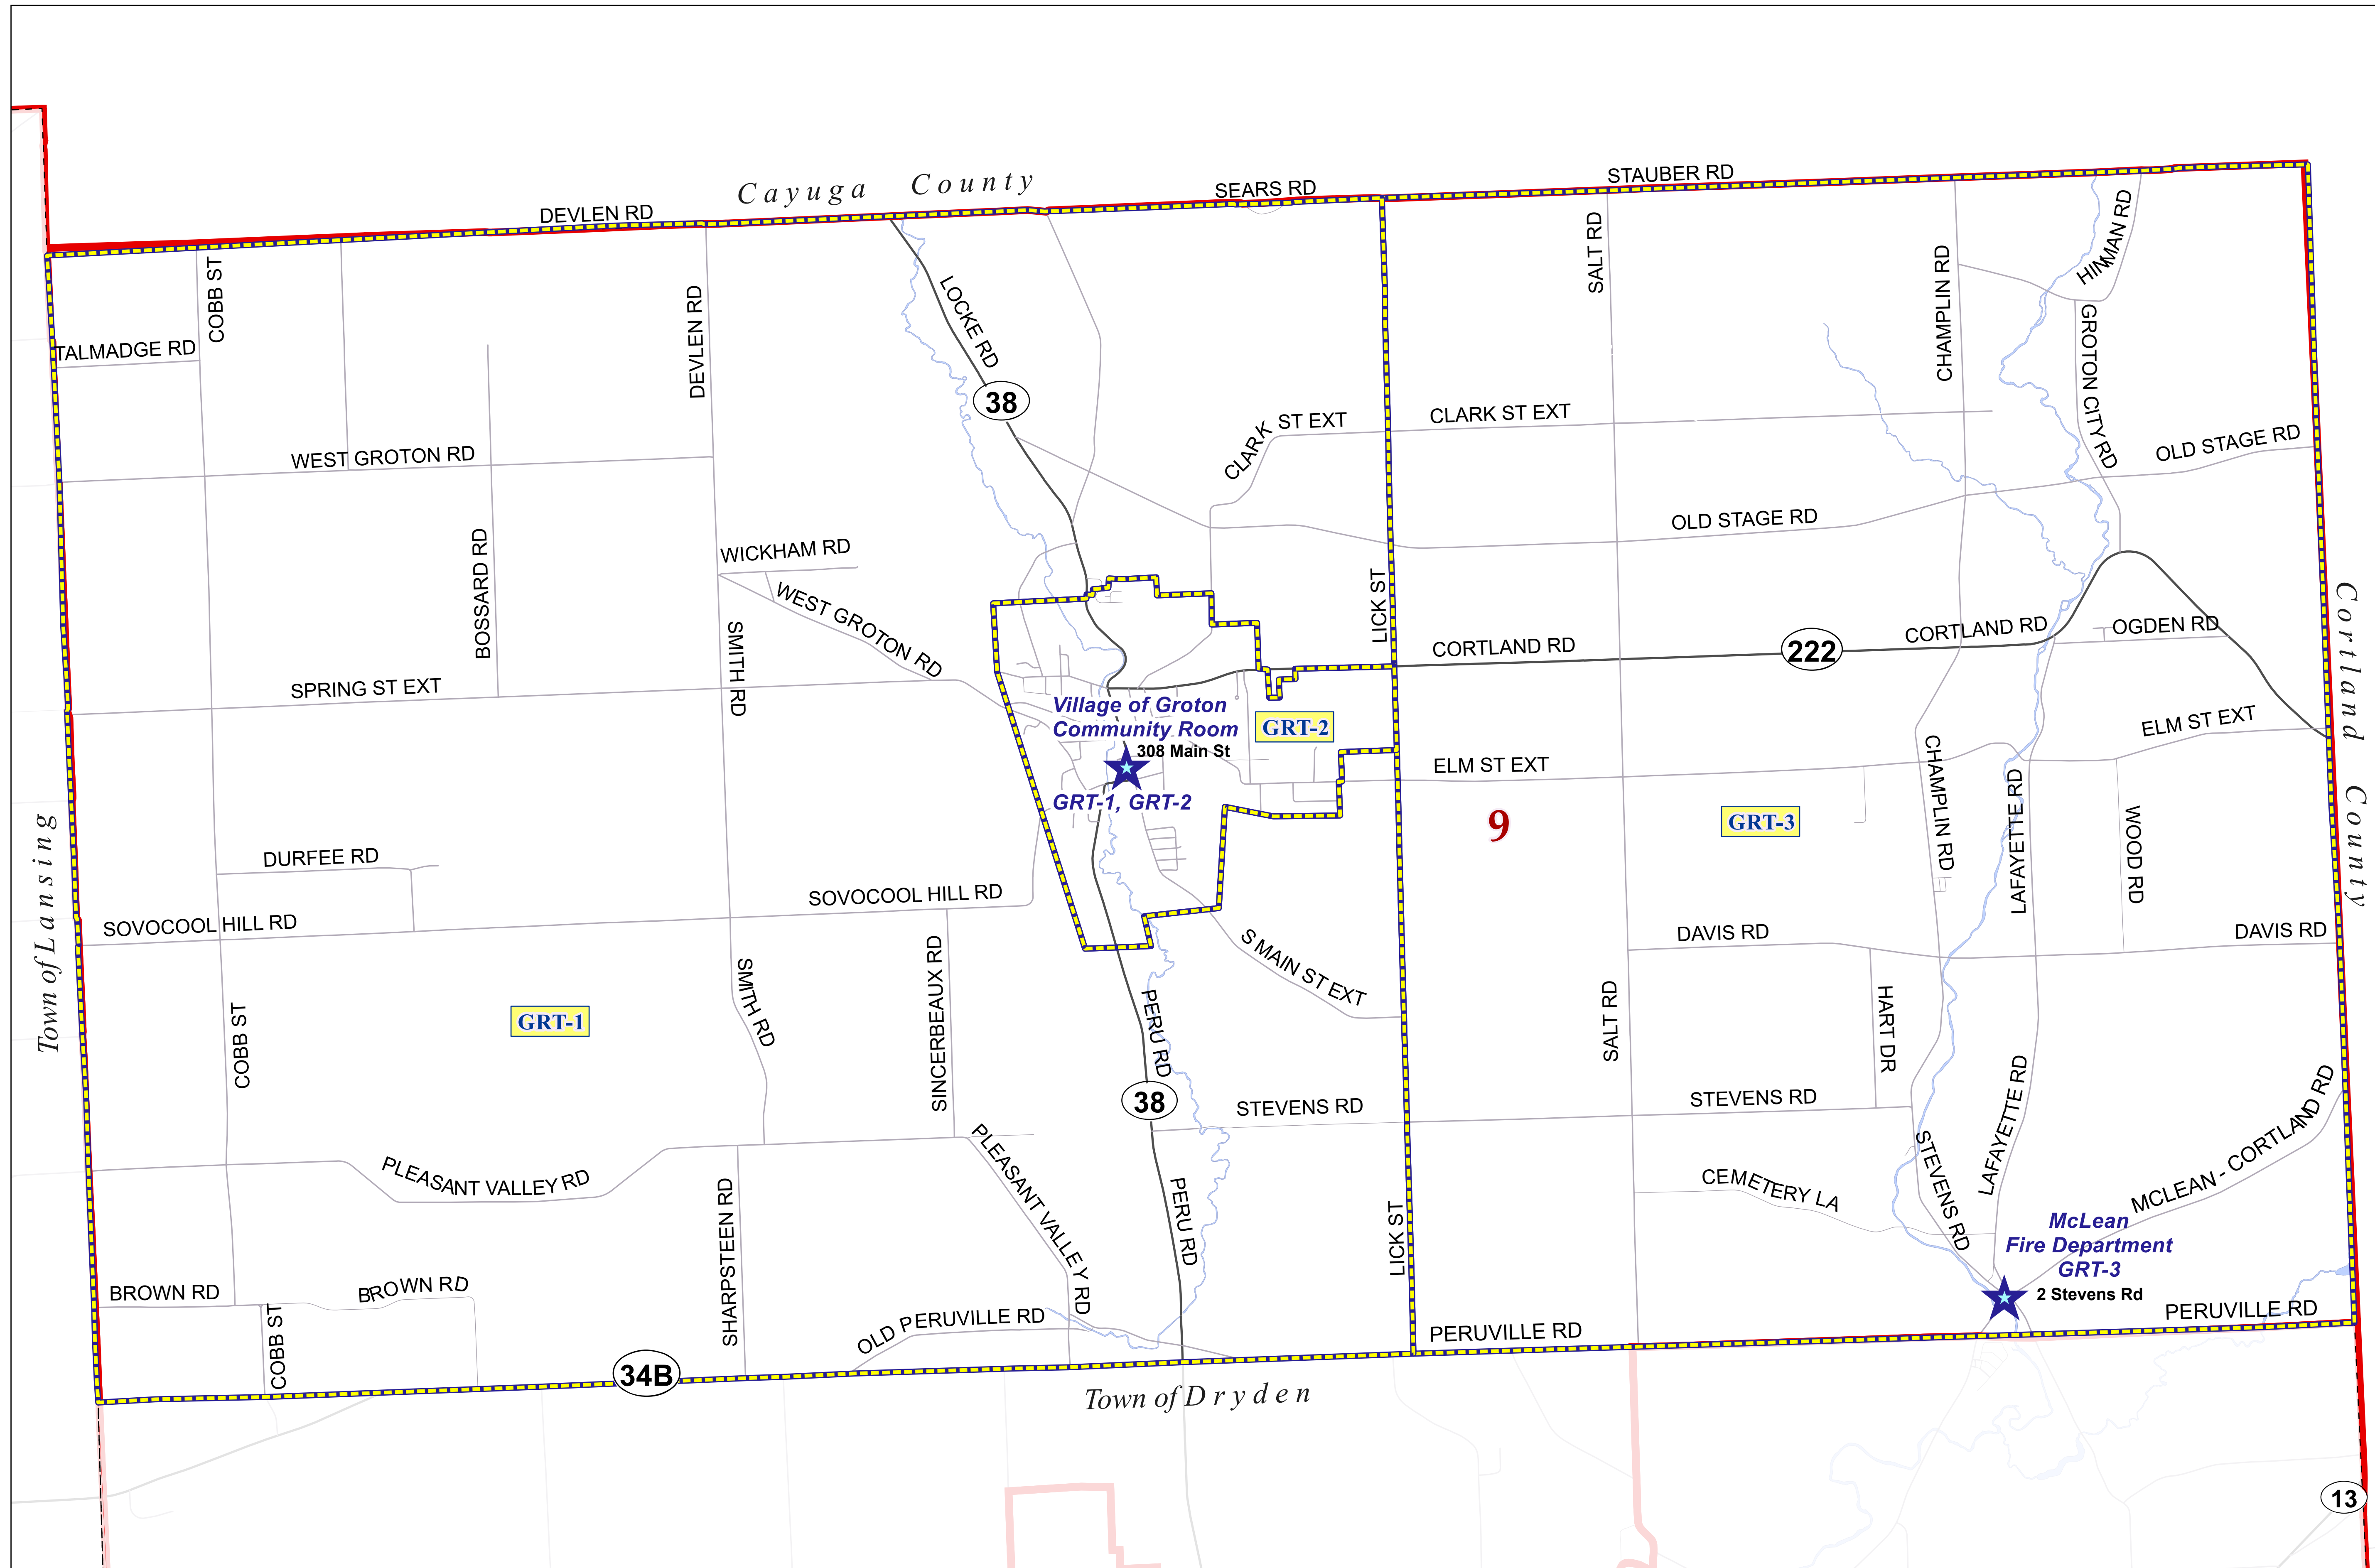 Cayuga County
SEARS RD
STAUBER RD
DEVLEN RD
HINMAN RD
SALT RD
CHAMPLIN RD
COBB ST
DEVLEN RD
LOCKE RD
GROTON CITY RD
TALMADGE RD
38
CLARK ST EXT
CLARK ST EXT
OLD STAGE RD
WEST GROTON RD
OLD STAGE RD
BOSSARD RD
WICKHAM RD
WEST GROTON RD
LICK ST
SMITH RD
CORTLAND RD
222
CORTLAND RD
OGDEN RD
Cortland County
SPRING ST EXT
Village of Groton
Community Room
308 Main St
GRT-1, GRT-2
GRT-2
ELM ST EXT
ELM ST EXT
9
GRT-3
CHAMPLIN RD
LAFAYETTE RD
WOOD RD
Town of Lansing
DURFEE RD
SOVOCOOL HILL RD
SOVOCOOL HILL RD
S MAIN ST EXT
DAVIS RD
DAVIS RD
GRT-1
COBB ST
SMITH RD
SINCERBEAUX RD
PERU RD
SALT RD
HART DR
38
STEVENS RD
STEVENS RD
LAFAYETTE RD
MCLEAN - CORTLAND RD
PLEASANT VALLEY RD
PLEASANT VALLEY RD
SHARPSTEEN RD
PERU RD
LICK ST
CEMETERY LA
STEVENS RD
McLean
Fire Department
GRT-3
2 Stevens Rd
BROWN RD
BROWN RD
COBB ST
OLD PERUVILLE RD
PERUVILLE RD
PERUVILLE RD
34B
Town of Dryden
13